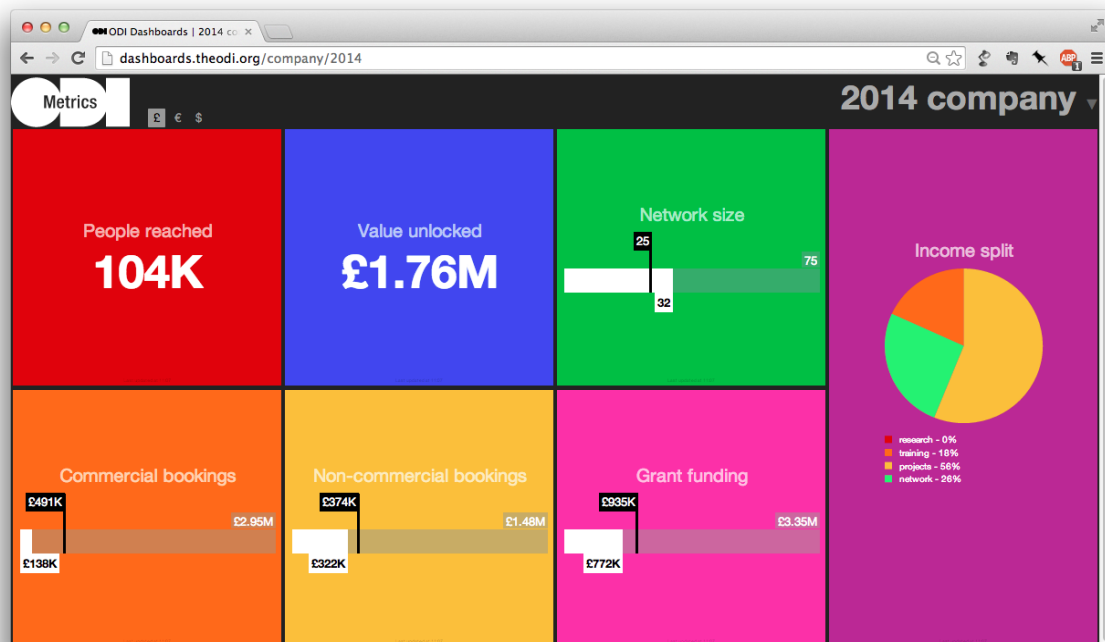 ODI Dashboards | 2014 co
dashboards.theodi.org/company/2014
ABP
1
ODI
Metrics
£ € $
2014 company
People reached
104K
Value unlocked
£1.76M
Network size
25
75
32
Income split
research - 0%
training - 18%
projects - 56%
network - 26%
Commercial bookings
£491K
£2.95M
£138K
Non-commercial bookings
£374K
£1.48M
£322K
Grant funding
£935K
£3.35M
£772K